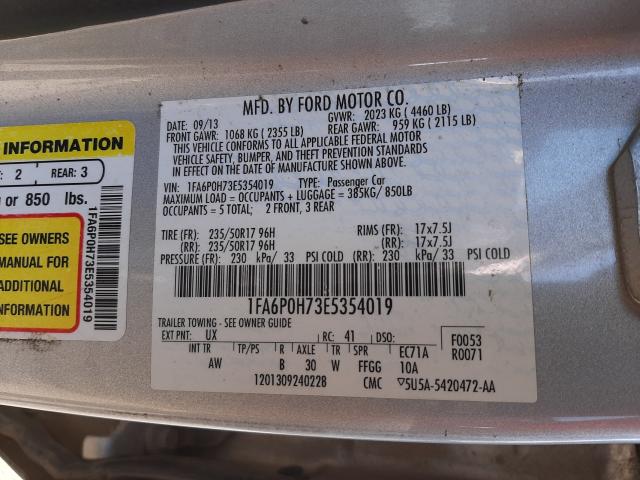 INFORMATION
: 2 REAR: 3
or 850 lbs.
SEE OWNERS
MANUAL FOR
ADDITIONAL
INFORMATION
1FA6P0H73E5354019
MFD. BY FORD MOTOR CO.
DATE: 09/13 GVWR: 2023 KG ( 4460 LB)
FRONT GAWR: 1068 KG ( 2355 LB) REAR GAWR: 959 KG ( 2115 LB)
THIS VEHICLE CONFORMS TO ALL APPLICABLE FEDERAL MOTOR
VEHICLE SAFETY, BUMPER, AND THEFT PREVENTION STANDARDS
IN EFFECT ON THE DATE OF MANUFACTURE SHOWN ABOVE.
VIN: 1FA6P0H73E5354019 TYPE: Passenger Car
MAXIMUM LOAD = OCCUPANTS + LUGGAGE = 385KG/ 850LB
OCCUPANTS = 5 TOTAL; 2 FRONT, 3 REAR
TIRE (FR): 235/50R17 96H RIMS (FR): 17x7.5J
(RR): 235/50R17 96H (RR): 17x7.5J
PRESSURE (FR): 230 kPa/ 33 PSI COLD (RR): 230 kPa/ 33 PSI COLD
1FA6P0H73E5354019
TRAILER TOWING - SEE OWNER GUIDE
EXT PNT: UX RC: 41 DSO: F0053
INT TR TP/PS R AXLE TR SPR EC71A R0071
AW B 30 W FFGG 10A
1201309240228 CMC ▽5U5A-5420472-AA